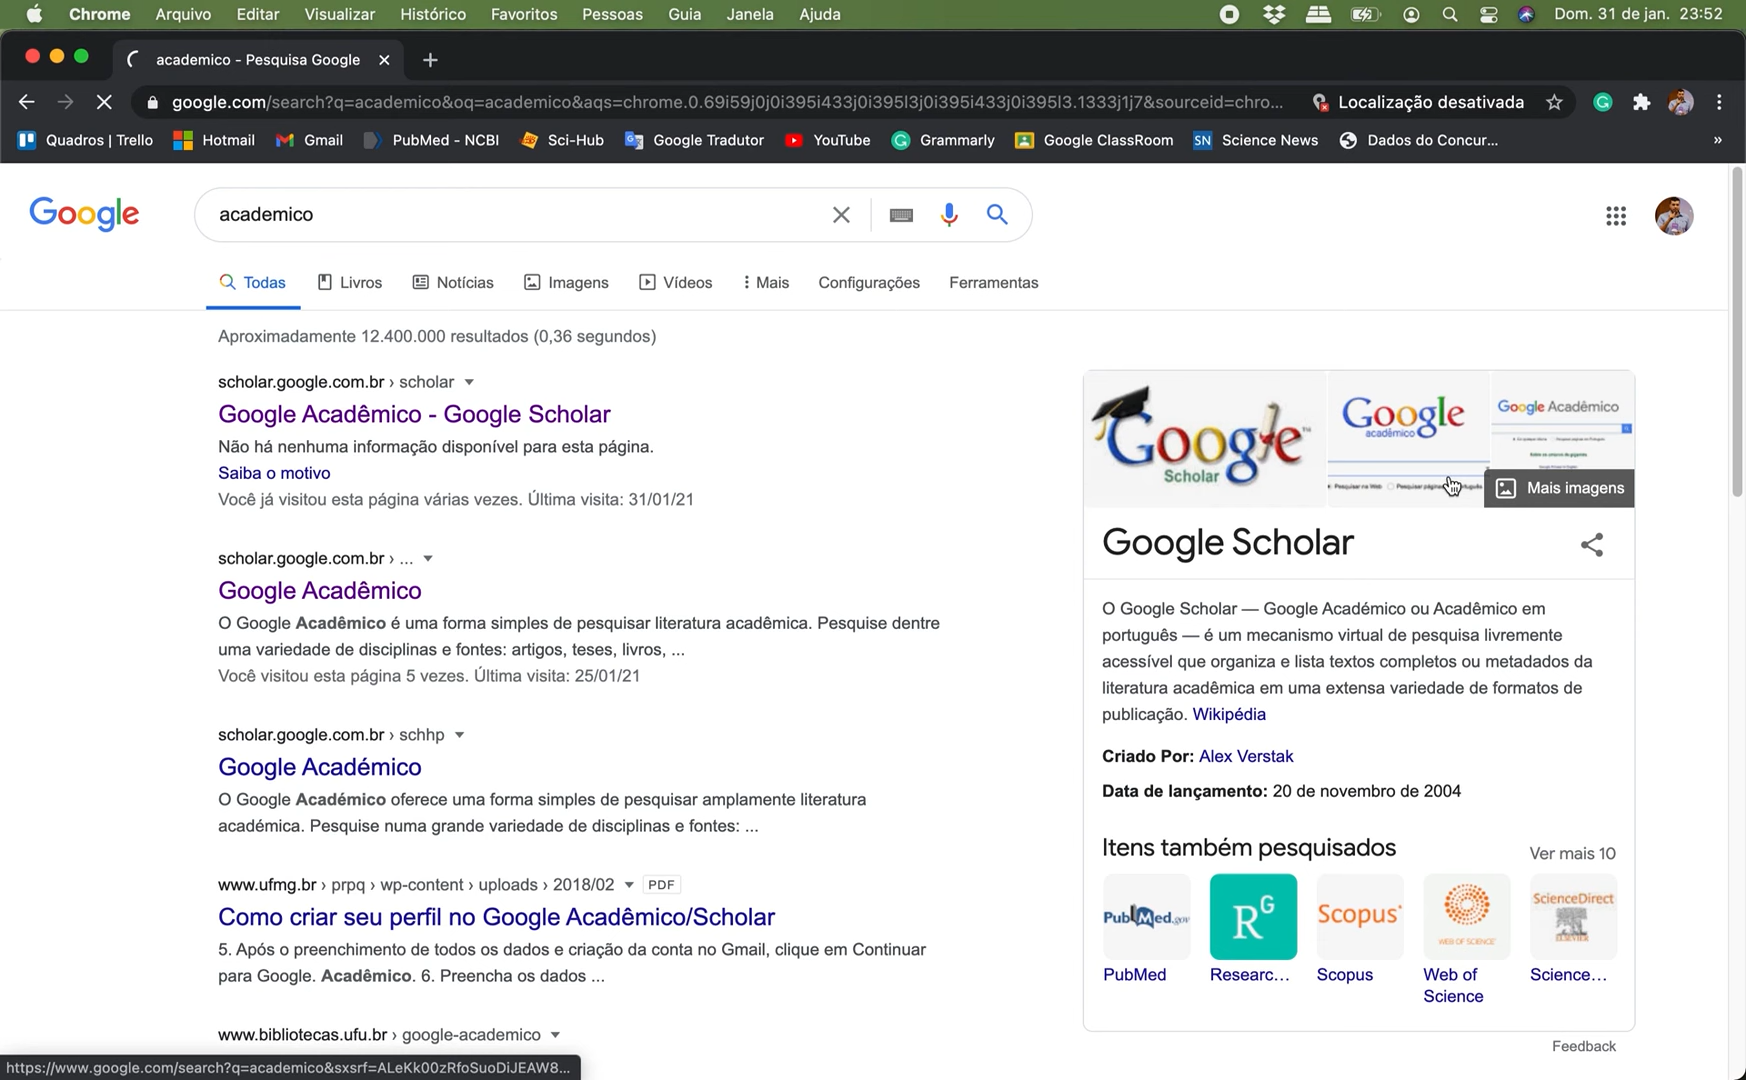 Chrome Arquivo Editar Visualizar Histórico Favoritos Pessoas Guia Janela Ajuda Dom. 31 de jan. 23:52
academico - Pesquisa Google
google.com/search?q=academico&oq=academico&aqs=chrome.0.69i59j0j0i395i433j0i395l3j0i395i433j0i395l3.1333j1j7&sourceid=chro... Localização desativada
Quadros | Trello Hotmail Gmail PubMed - NCBI Sci-Hub Google Tradutor YouTube Grammarly Google ClassRoom SN Science News Dados do Concur... »
Google academico
Todas Livros Notícias Imagens Vídeos Mais Configurações Ferramentas
Aproximadamente 12.400.000 resultados (0,36 segundos)
scholar.google.com.br › scholar
Google Acadêmico - Google Scholar
Não há nenhuma informação disponível para esta página.
Saiba o motivo
Você já visitou esta página várias vezes. Última visita: 31/01/21
scholar.google.com.br › ...
Google Acadêmico
O Google Acadêmico é uma forma simples de pesquisar literatura acadêmica. Pesquise dentre
uma variedade de disciplinas e fontes: artigos, teses, livros, ...
Você visitou esta página 5 vezes. Última visita: 25/01/21
scholar.google.com.br › schhp
Google Académico
O Google Académico oferece uma forma simples de pesquisar amplamente literatura
académica. Pesquise numa grande variedade de disciplinas e fontes: ...
www.ufmg.br › prpq › wp-content › uploads › 2018/02 PDF
Como criar seu perfil no Google Acadêmico/Scholar
5. Após o preenchimento de todos os dados e criação da conta no Gmail, clique em Continuar
para Google. Acadêmico. 6. Preencha os dados ...
www.bibliotecas.ufu.br › google-academico
https://www.google.com/search?q=academico&sxsrf=ALeKk00zRfoSuoDiJEAW8...
Google
Scholar
Google
acadêmico
Google Acadêmico
Mais imagens
Google Scholar
O Google Scholar — Google Académico ou Acadêmico em
português — é um mecanismo virtual de pesquisa livremente
acessível que organiza e lista textos completos ou metadados da
literatura acadêmica em uma extensa variedade de formatos de
publicação. Wikipédia
Criado Por: Alex Verstak
Data de lançamento: 20 de novembro de 2004
Itens também pesquisados Ver mais 10
PubMed.gov RG Scopus WEB OF SCIENCE ScienceDirect
ELSEVIER
PubMed Researc... Scopus Web of Science...
Science
Feedback